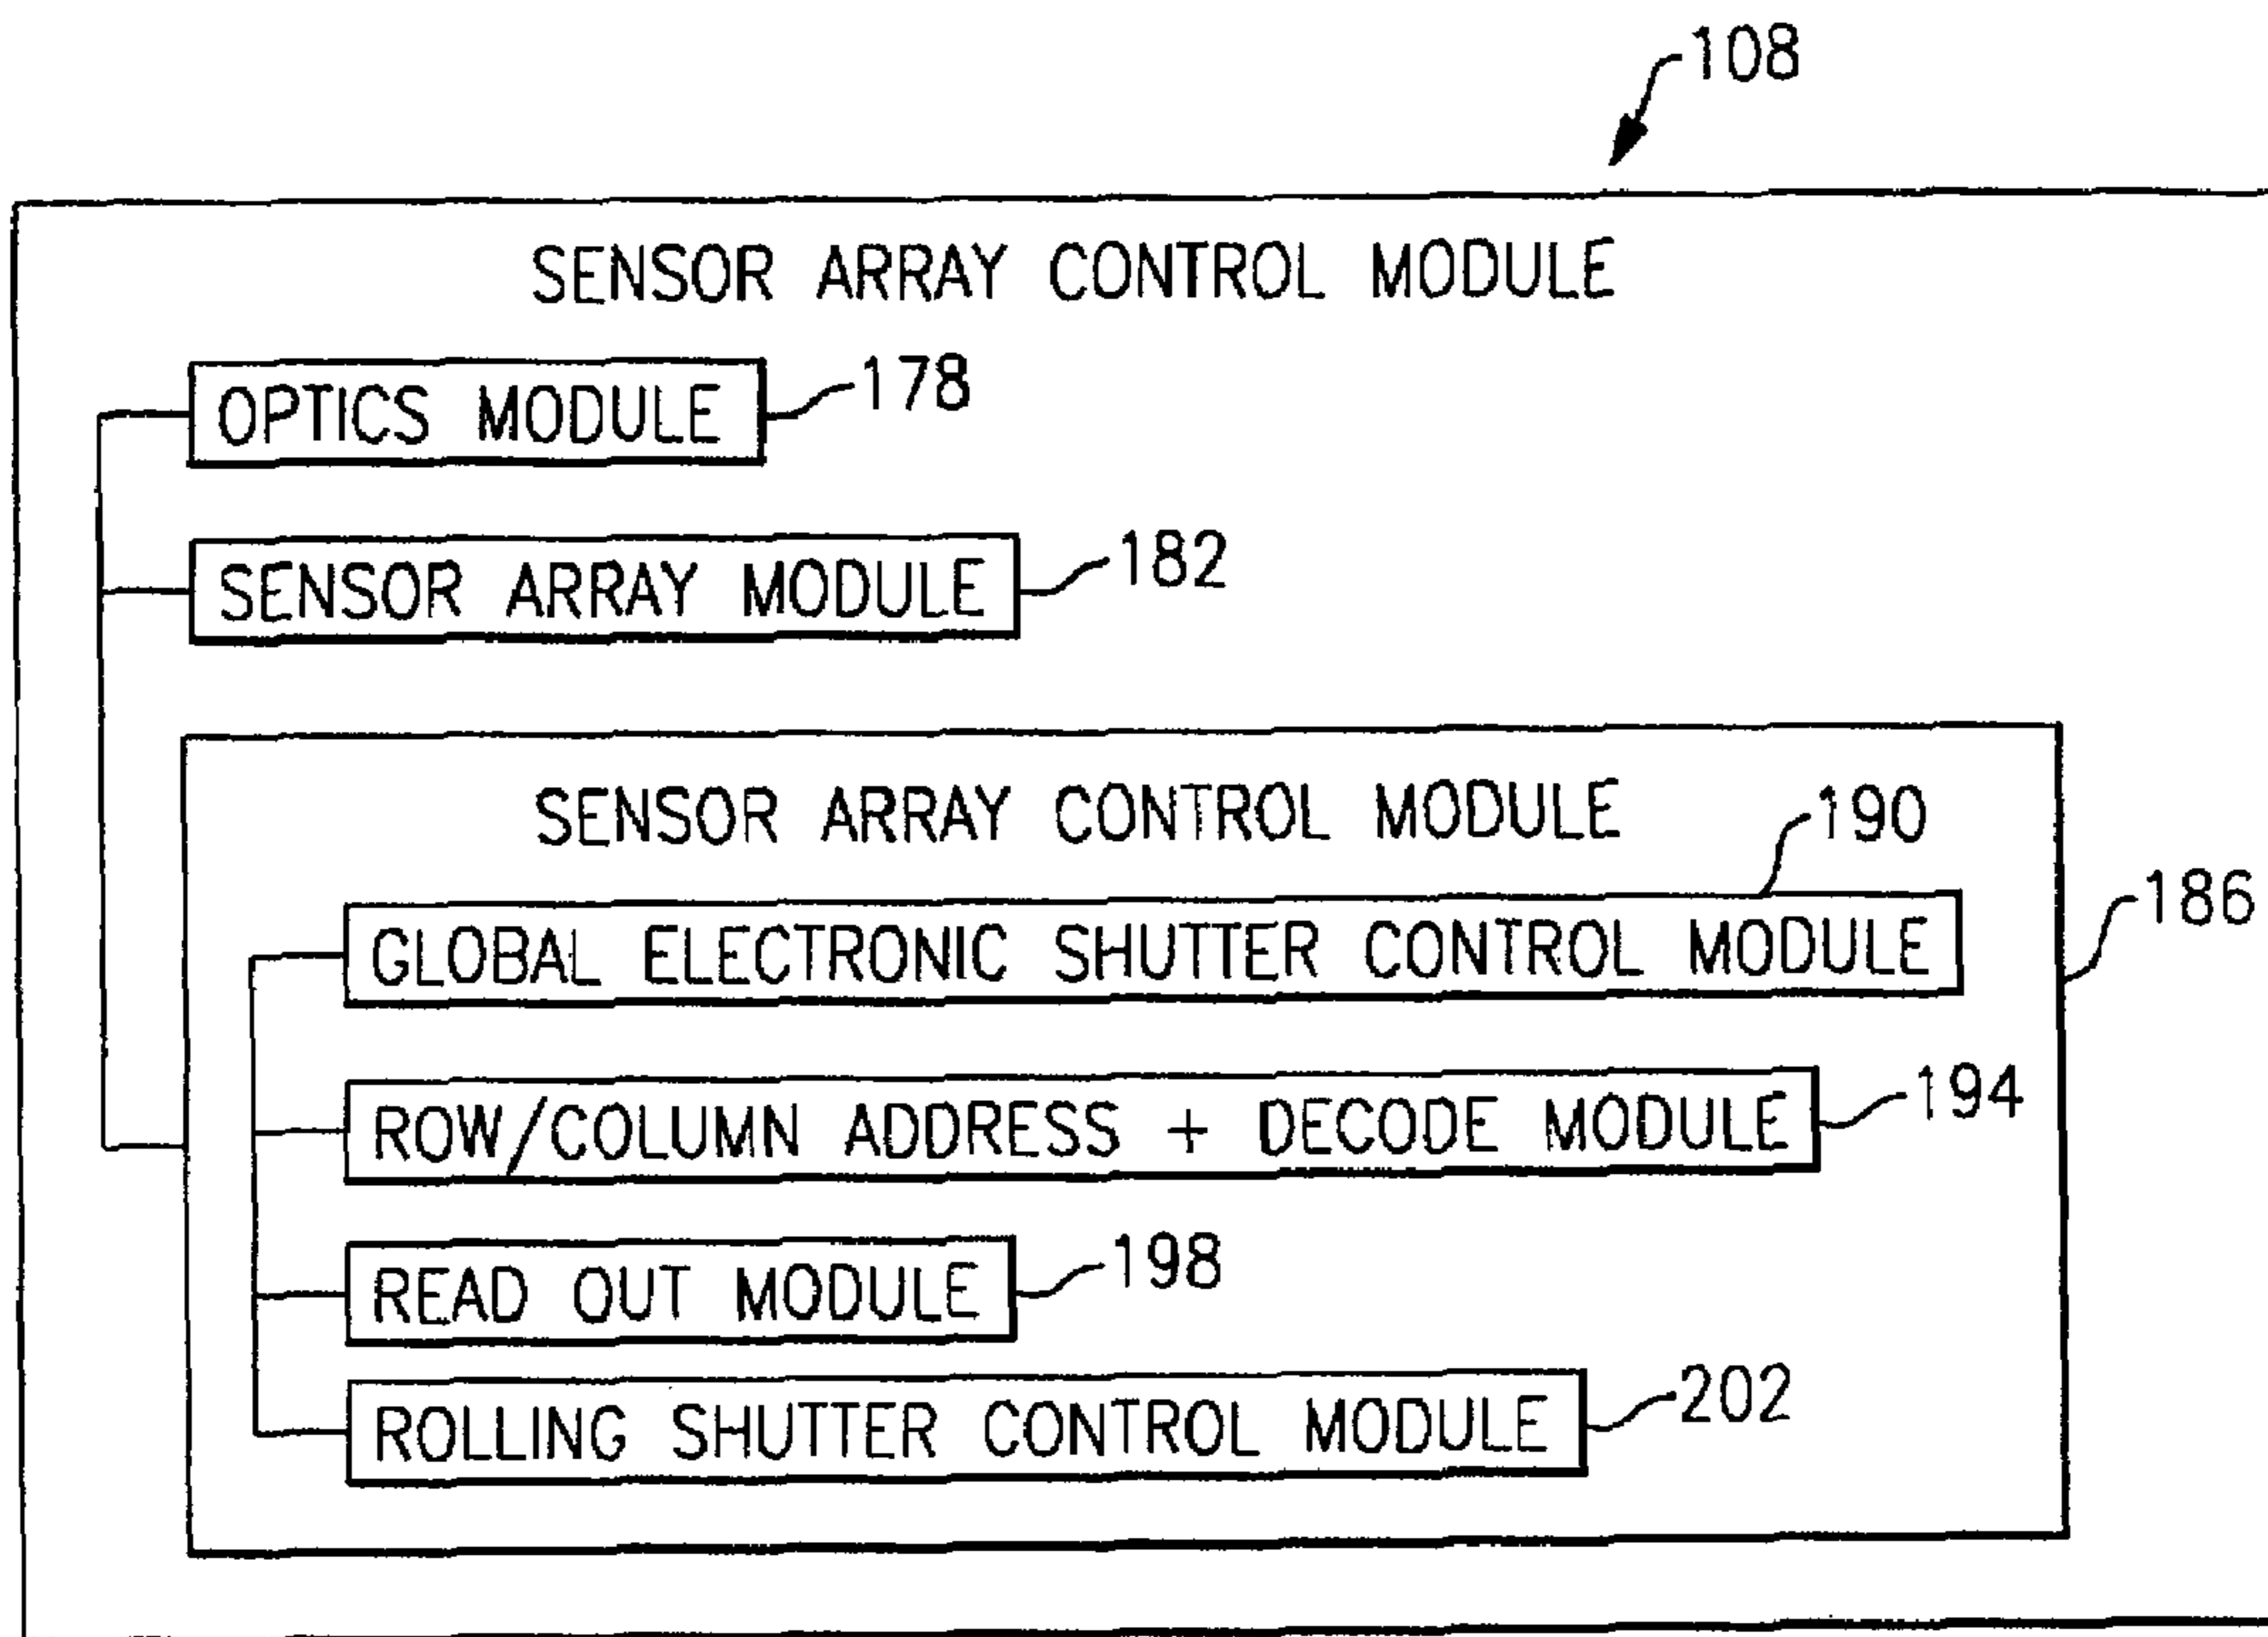 108
SENSOR ARRAY CONTROL MODULE
OPTICS MODULE 178
SENSOR ARRAY MODULE 182
SENSOR ARRAY CONTROL MODULE
190
186
GLOBAL ELECTRONIC SHUTTER CONTROL MODULE
ROW/COLUMN ADDRESS + DECODE MODULE 194
READ OUT MODULE 198
ROLLING SHUTTER CONTROL MODULE 202